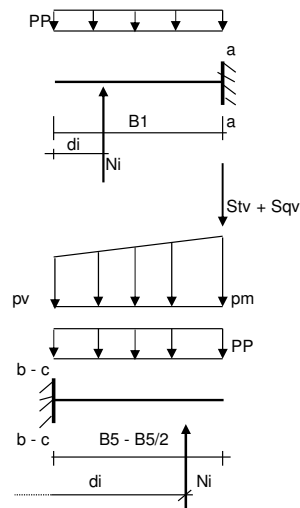 PP
a
B1
a
di
Ni
Stv + Sqv
pv
pm
PP
b - c
b - c
B5 - B5/2
di
Ni